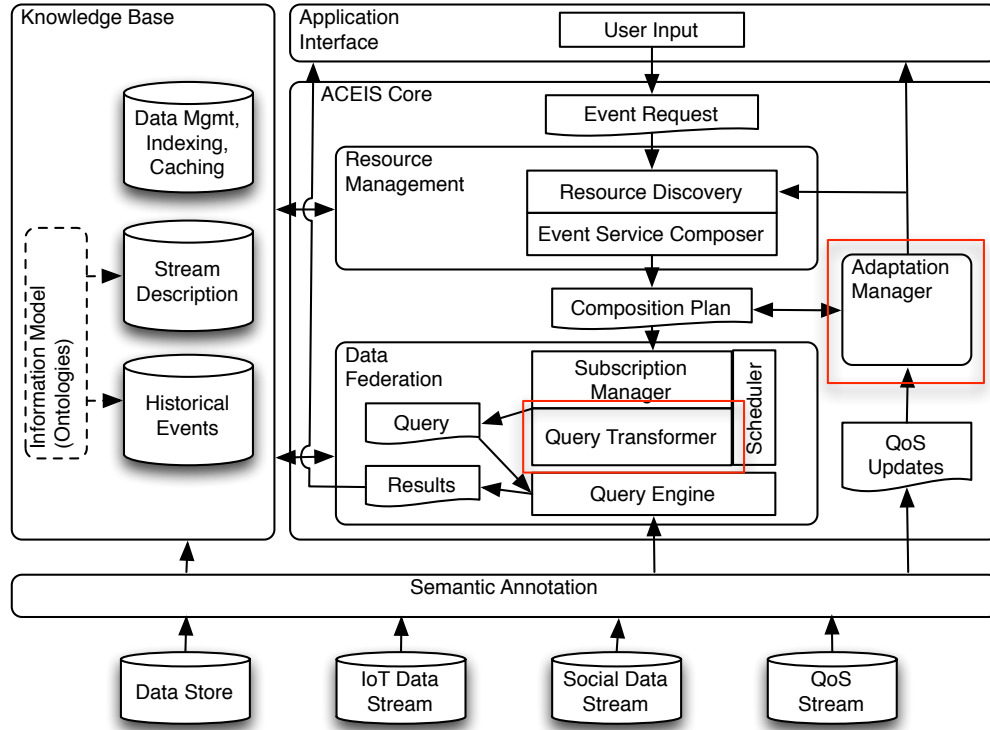 Knowledge Base
Data Mgmt,
Indexing,
Caching
Stream
Description
Historical
Events
Information Model
(Ontologies)
Application
Interface
User Input
ACEIS Core
Event Request
Resource
Management
Resource Discovery
Event Service Composer
Composition Plan
Adaptation
Manager
Data
Federation
Subscription
Manager
Scheduler
Query
Query Transformer
Results
Query Engine
QoS
Updates
Semantic Annotation
Data Store
IoT Data
Stream
Social Data
Stream
QoS
Stream